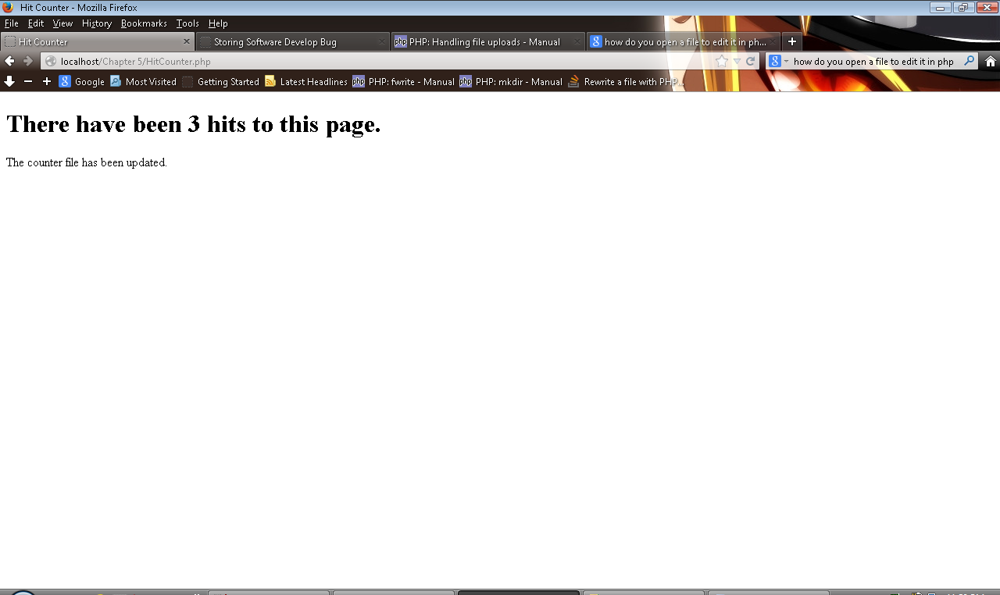 Hit Counter - Mozilla Firefox
File Edit View History Bookmarks Tools Help
Hit Counter Storing Software Develop Bug php PHP: Handling file uploads - Manual how do you open a file to edit it in ph...
localhost/Chapter 5/HitCounter.php how do you open a file to edit it in php
Google Most Visited Getting Started Latest Headlines php PHP: fwrite - Manual php PHP: mkdir - Manual Rewrite a file with PHP...
There have been 3 hits to this page.
The counter file has been updated.